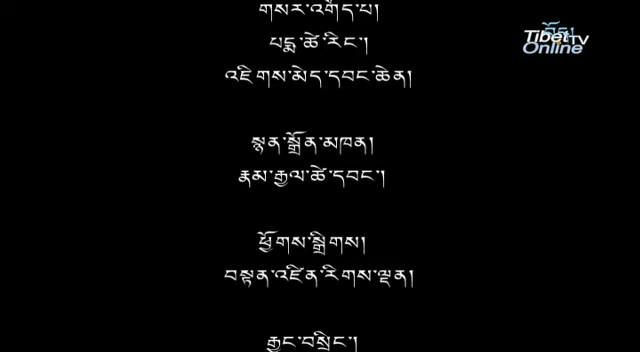 གསར་འགོད་པ།
པདྨ་ཚེ་རིང་།
འཇིགས་མེད་དབང་ཆེན།
སྙན་སྒྲོན་མཁན།
རྣམ་རྒྱལ་ཚེ་དབང་།
ཕྱོགས་སྒྲིགས།
བསྟན་འཛིན་རིགས་ལྡན།
རྒྱང་བསྲིང་།
བོད།
Tibet TV
Online